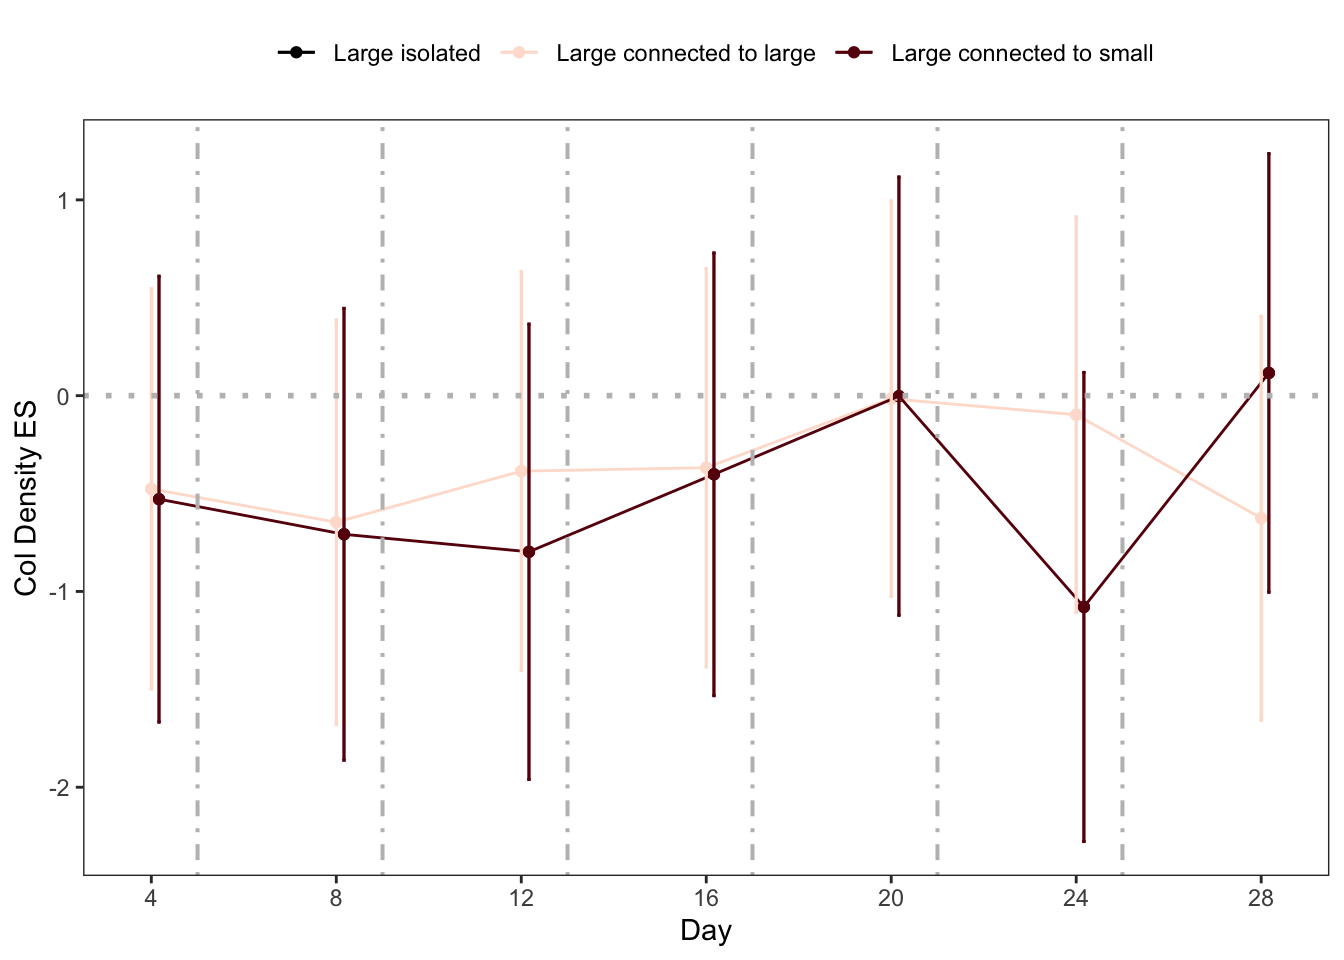 Large isolated Large connected to large Large connected to small
Col Density ES
1
0
-1
-2
4 8 12 16 20 24 28
Day